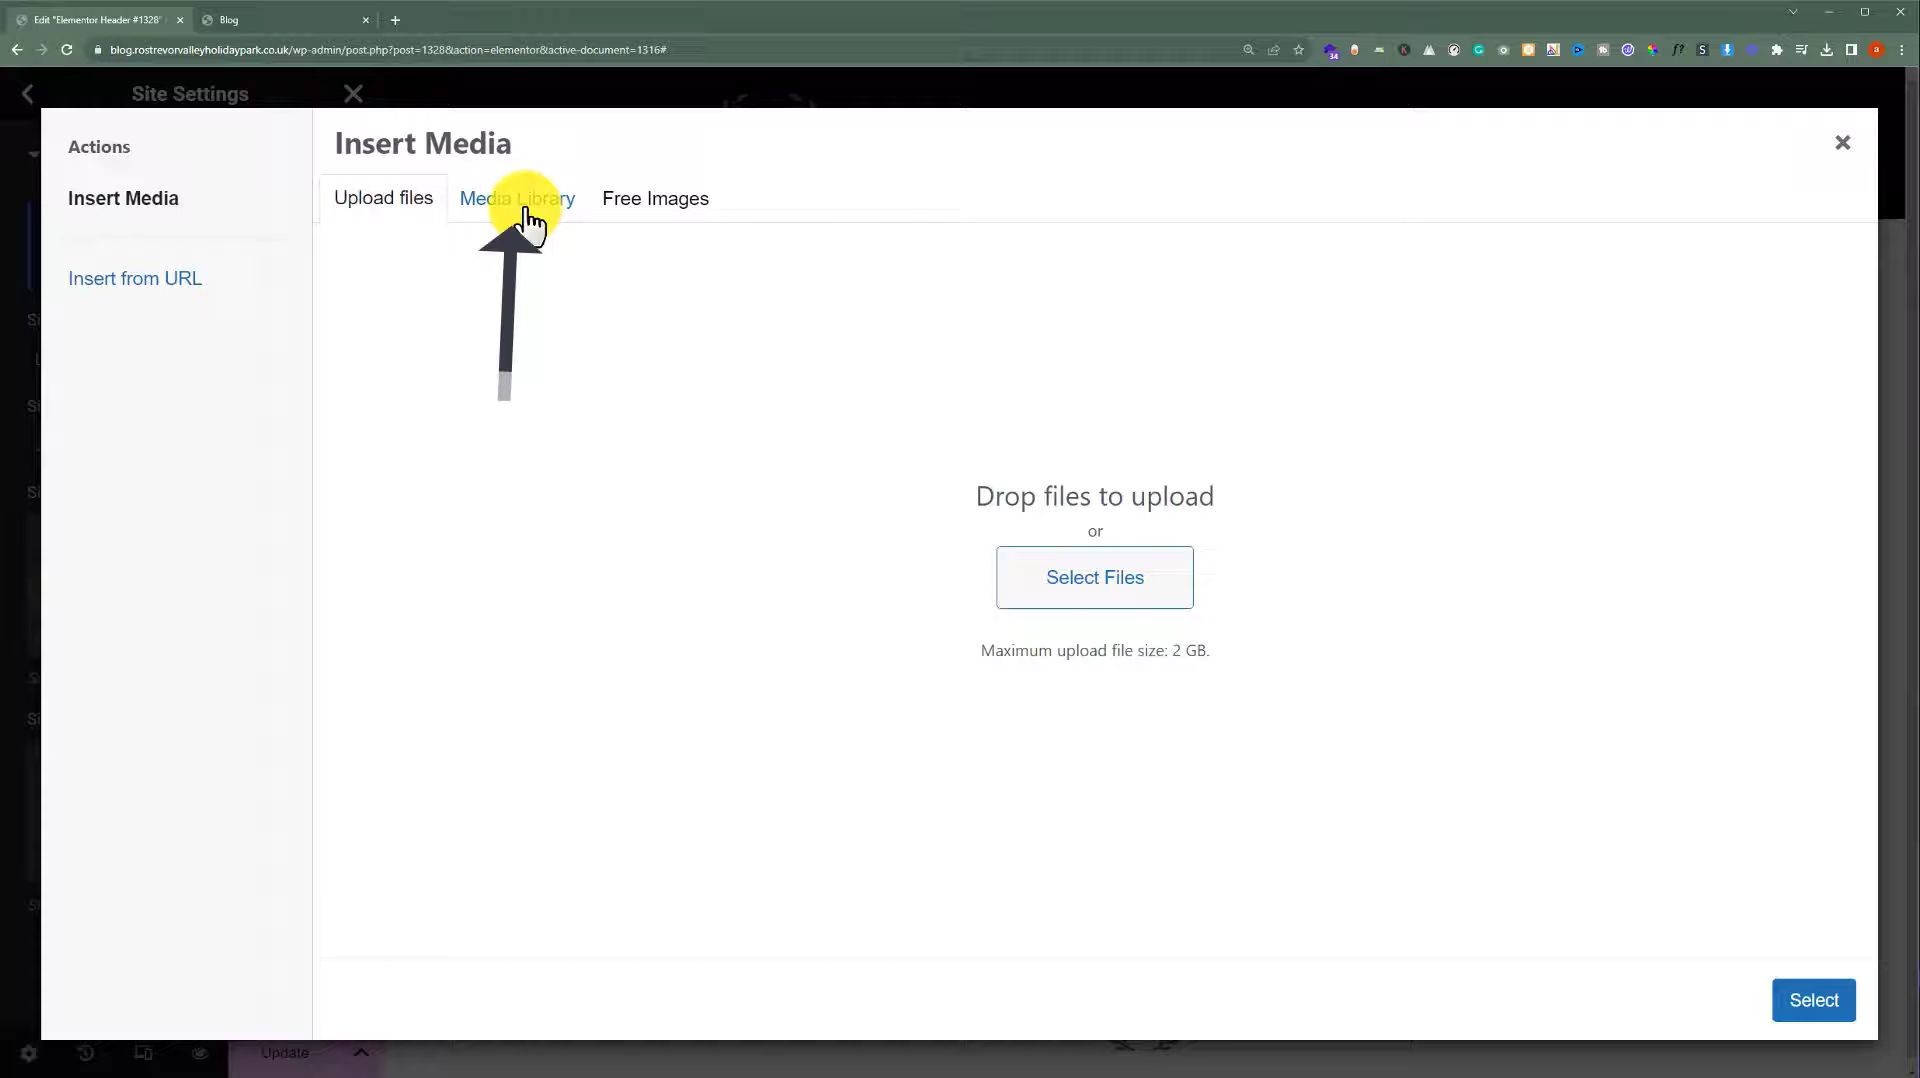 Edit "Elementor Header #1328"
Blog
blog.rostrevorvalleyholidaypark.co.uk/wp-admin/post.php?post=1328&action=elementor&active-document=1316#
34
Site Settings
Actions
Insert Media
Insert from URL
Insert Media
Upload files
Media Library
Free Images
Drop files to upload
or
Select Files
Maximum upload file size: 2 GB.
Select
Update